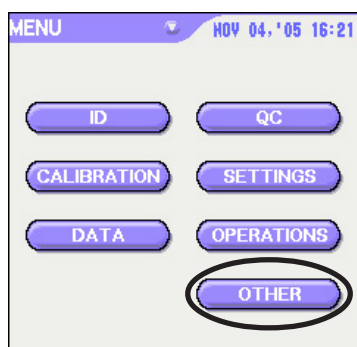 MENU NOV 04,'05 16:21
ID QC
CALIBRATION SETTINGS
DATA OPERATIONS
OTHER